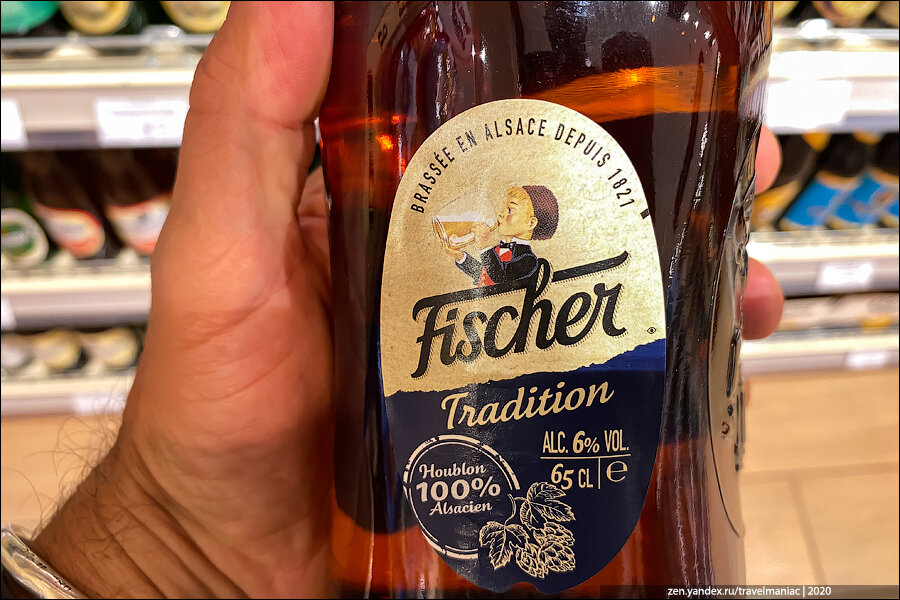 BRASSÉE EN ALSACE DEPUIS 1821
Fischer
Tradition
ALC. 6% VOL.
65 CL e
Houblon
100%
Alsacien
zen.yandex.ru/travelmaniac | 2020